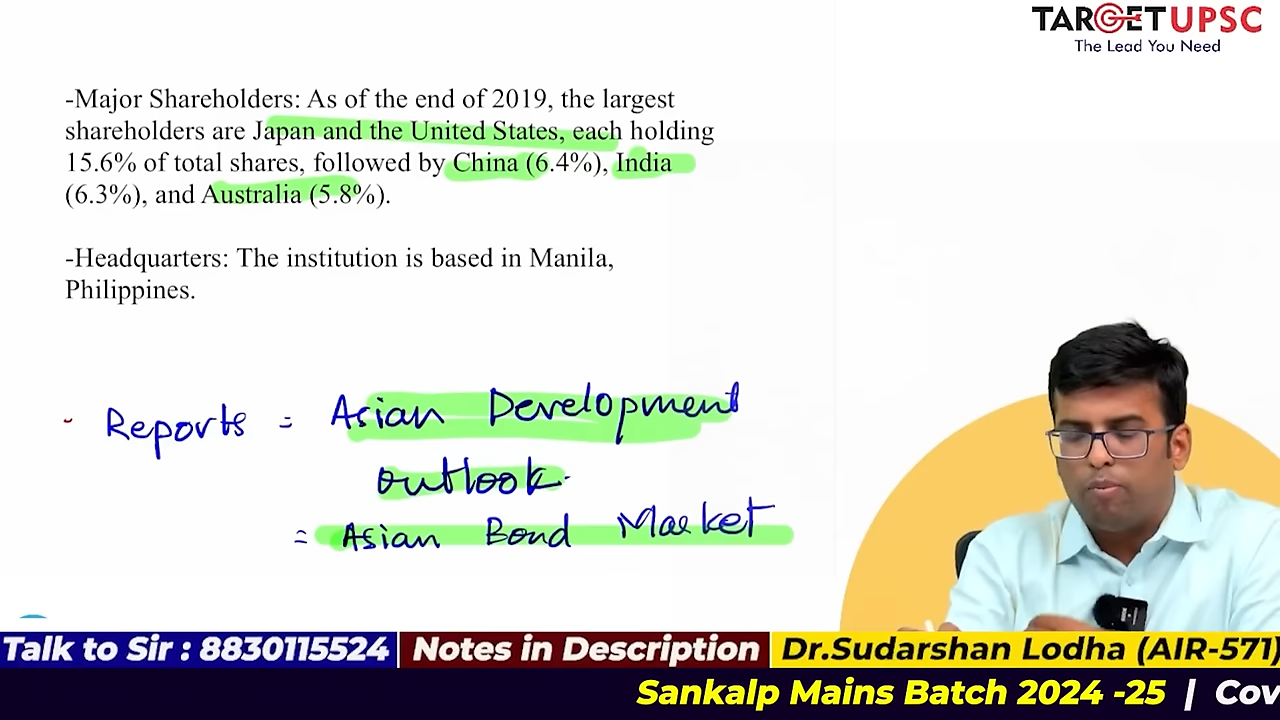 TARGETUPSC
The Lead You Need
-Major Shareholders: As of the end of 2019, the largest
shareholders are Japan and the United States, each holding
15.6% of total shares, followed by China (6.4%), India
(6.3%), and Australia (5.8%).
-Headquarters: The institution is based in Manila,
Philippines.
- Reports = Asian Development
outlook.
= Asian Bond Market
Talk to Sir : 8830115524 | Notes in Description | Dr.Sudarshan Lodha (AIR-571)
Sankalp Mains Batch 2024 -25 | Cov